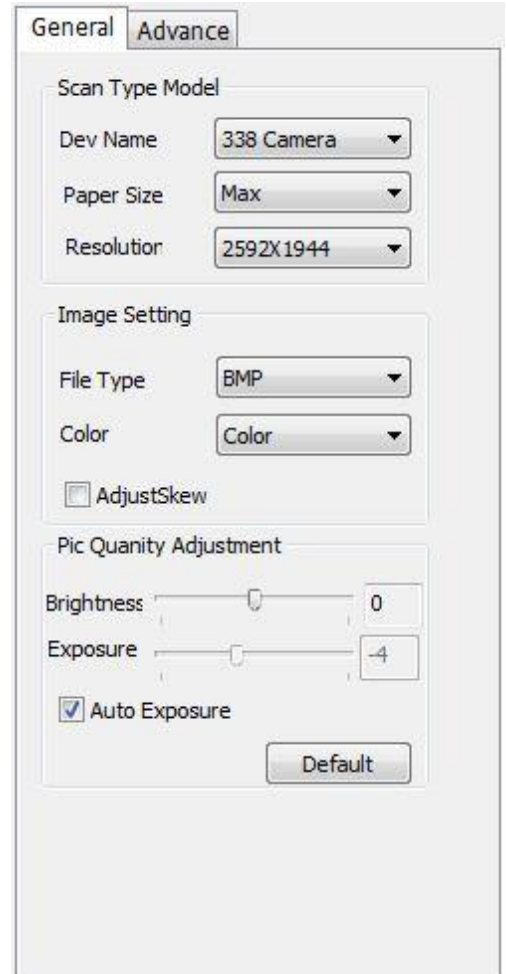 General Advance
Scan Type Model
Dev Name 338 Camera
Paper Size Max
Resolution 2592X1944
Image Setting
File Type BMP
Color Color
AdjustSkew
Pic Quanity Adjustment
Brightness 0
Exposure -4
Auto Exposure
Default